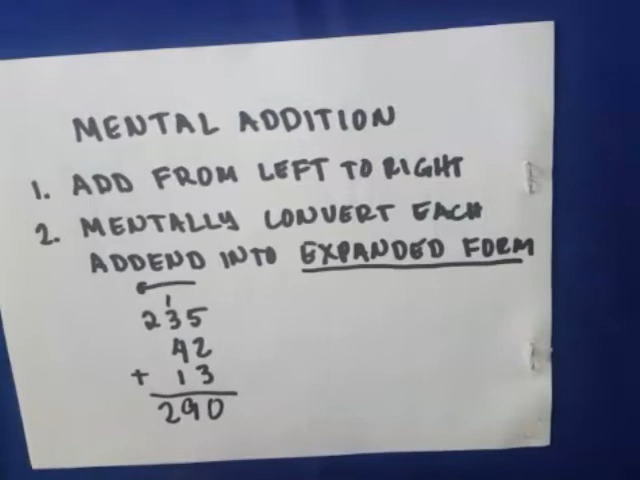 MENTAL ADDITION
1. ADD FROM LEFT TO RIGHT
2. MENTALLY CONVERT EACH
ADDEND INTO EXPANDED FORM
1
235
42
+ 13
290